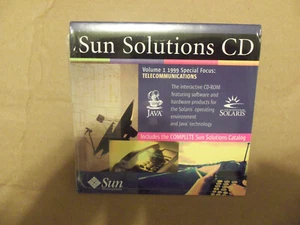 Sun Solutions CD
Volume 1 1999 Special Focus:
TELECOMMUNICATIONS
The interactive CD-ROM
featuring software and
hardware products for
the Solaris operating
environment
and Java technology
JAVA
SOLARIS
Includes the COMPLETE Sun Solutions Catalog
Sun